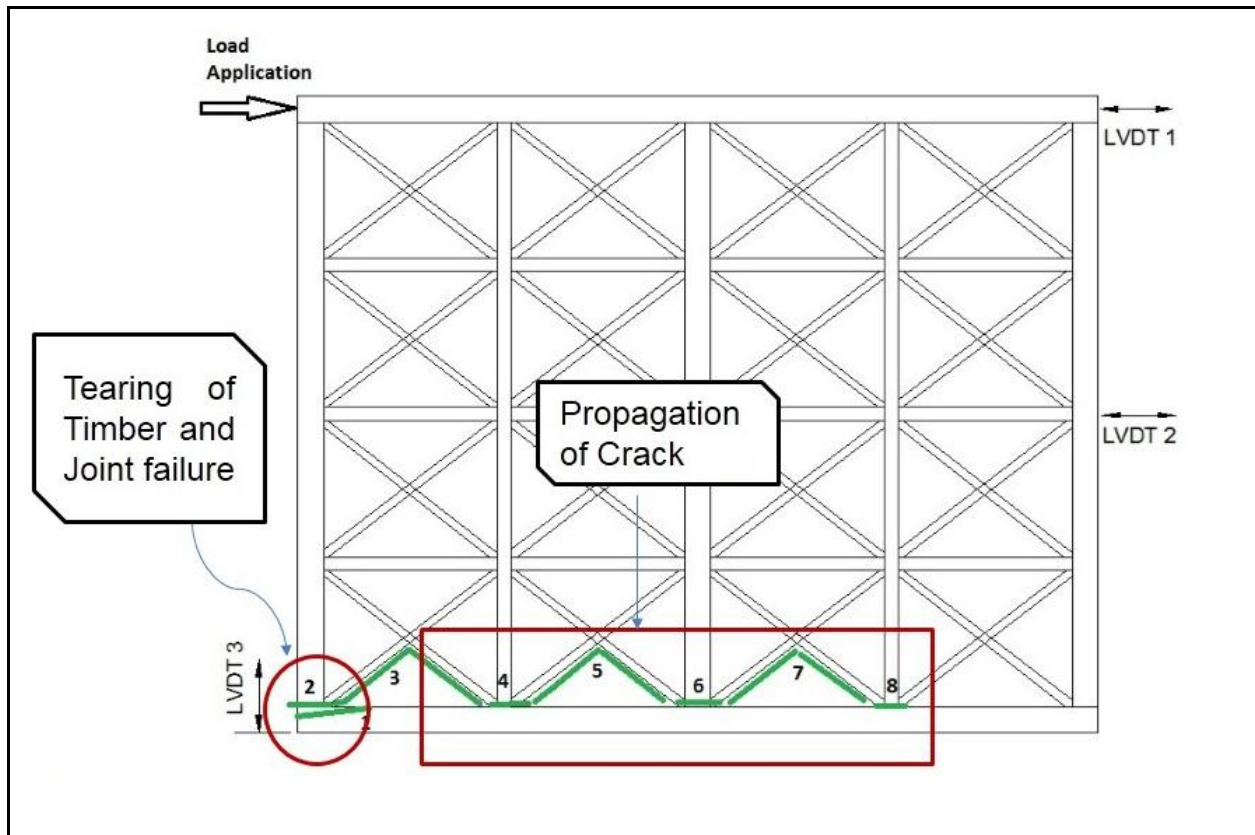 Load
Application
LVDT 1
Tearing of
Timber and
Joint failure
Propagation
of Crack
LVDT 2
LVDT 3
2
3
4
5
6
7
8
1